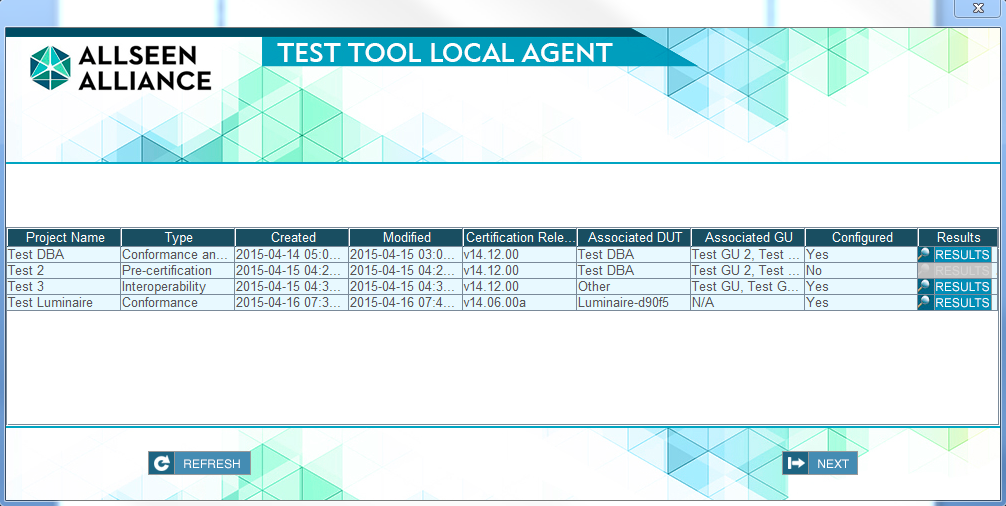 ALLSEEN
ALLIANCE
TEST TOOL LOCAL AGENT
Project Name Type Created Modified Certification Rele... Associated DUT Associated GU Configured Results
Test DBA Conformance an... 2015-04-14 05:0... 2015-04-15 03:0... v14.12.00 Test DBA Test GU 2, Test ... Yes RESULTS
Test 2 Pre-certification 2015-04-15 04:2... 2015-04-15 04:2... v14.12.00 Test DBA Test GU 2, Test ... No RESULTS
Test 3 Interoperability 2015-04-15 04:3... 2015-04-15 04:3... v14.12.00 Other Test GU, Test G... Yes RESULTS
Test Luminaire Conformance 2015-04-16 07:3... 2015-04-16 07:4... v14.06.00a Luminaire-d90f5 N/A Yes RESULTS
REFRESH NEXT